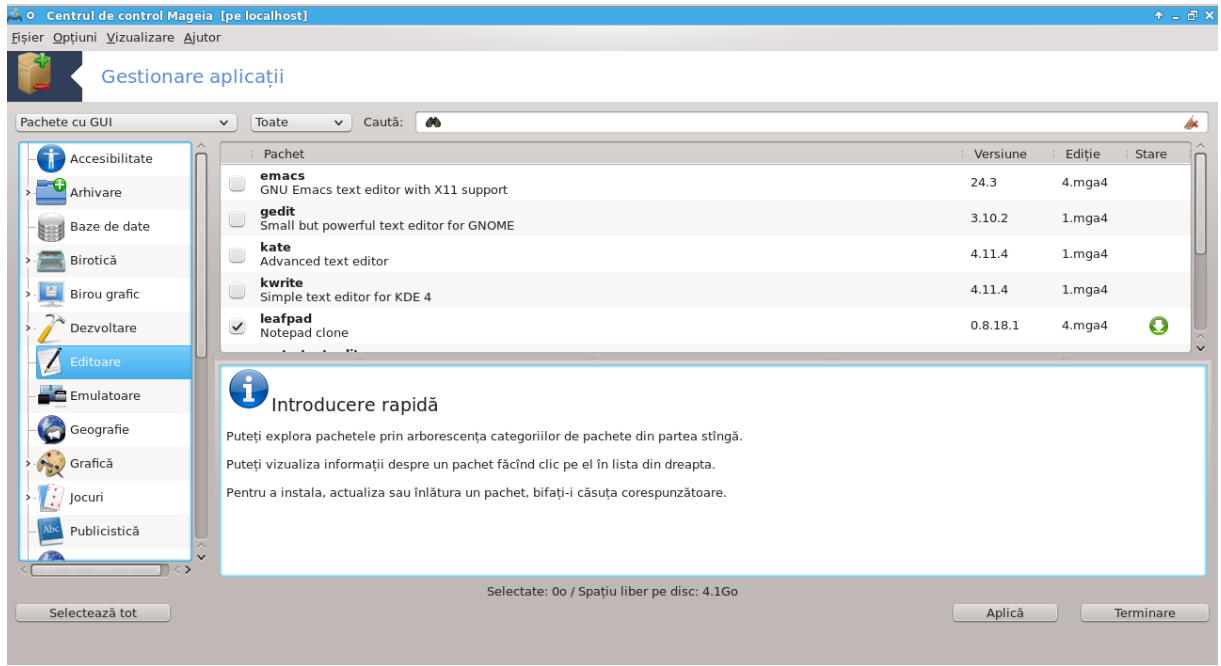 Centrul de control Mageia [pe localhost]
Fișier Opțiuni Vizualizare Ajutor
Gestionare aplicații
Pachete cu GUI Toate Caută:
Accesibilitate
Arhivare
Baze de date
Birotică
Birou grafic
Dezvoltare
Editoare
Emulatoare
Geografie
Grafică
Jocuri
Abc Publicistică
Pachet Versiune Ediție Stare
emacs
GNU Emacs text editor with X11 support 24.3 4.mga4
gedit
Small but powerful text editor for GNOME 3.10.2 1.mga4
kate
Advanced text editor 4.11.4 1.mga4
kwrite
Simple text editor for KDE 4 4.11.4 1.mga4
leafpad
Notepad clone 0.8.18.1 4.mga4
Introducere rapidă
Puteți explora pachetele prin arborescența categoriilor de pachete din partea stîngă.
Puteți vizualiza informații despre un pachet făcînd clic pe el în lista din dreapta.
Pentru a instala, actualiza sau înlătura un pachet, bifați-i căsuța corespunzătoare.
Selectate: 0o / Spațiu liber pe disc: 4.1Go
Selectează tot Aplică Terminare